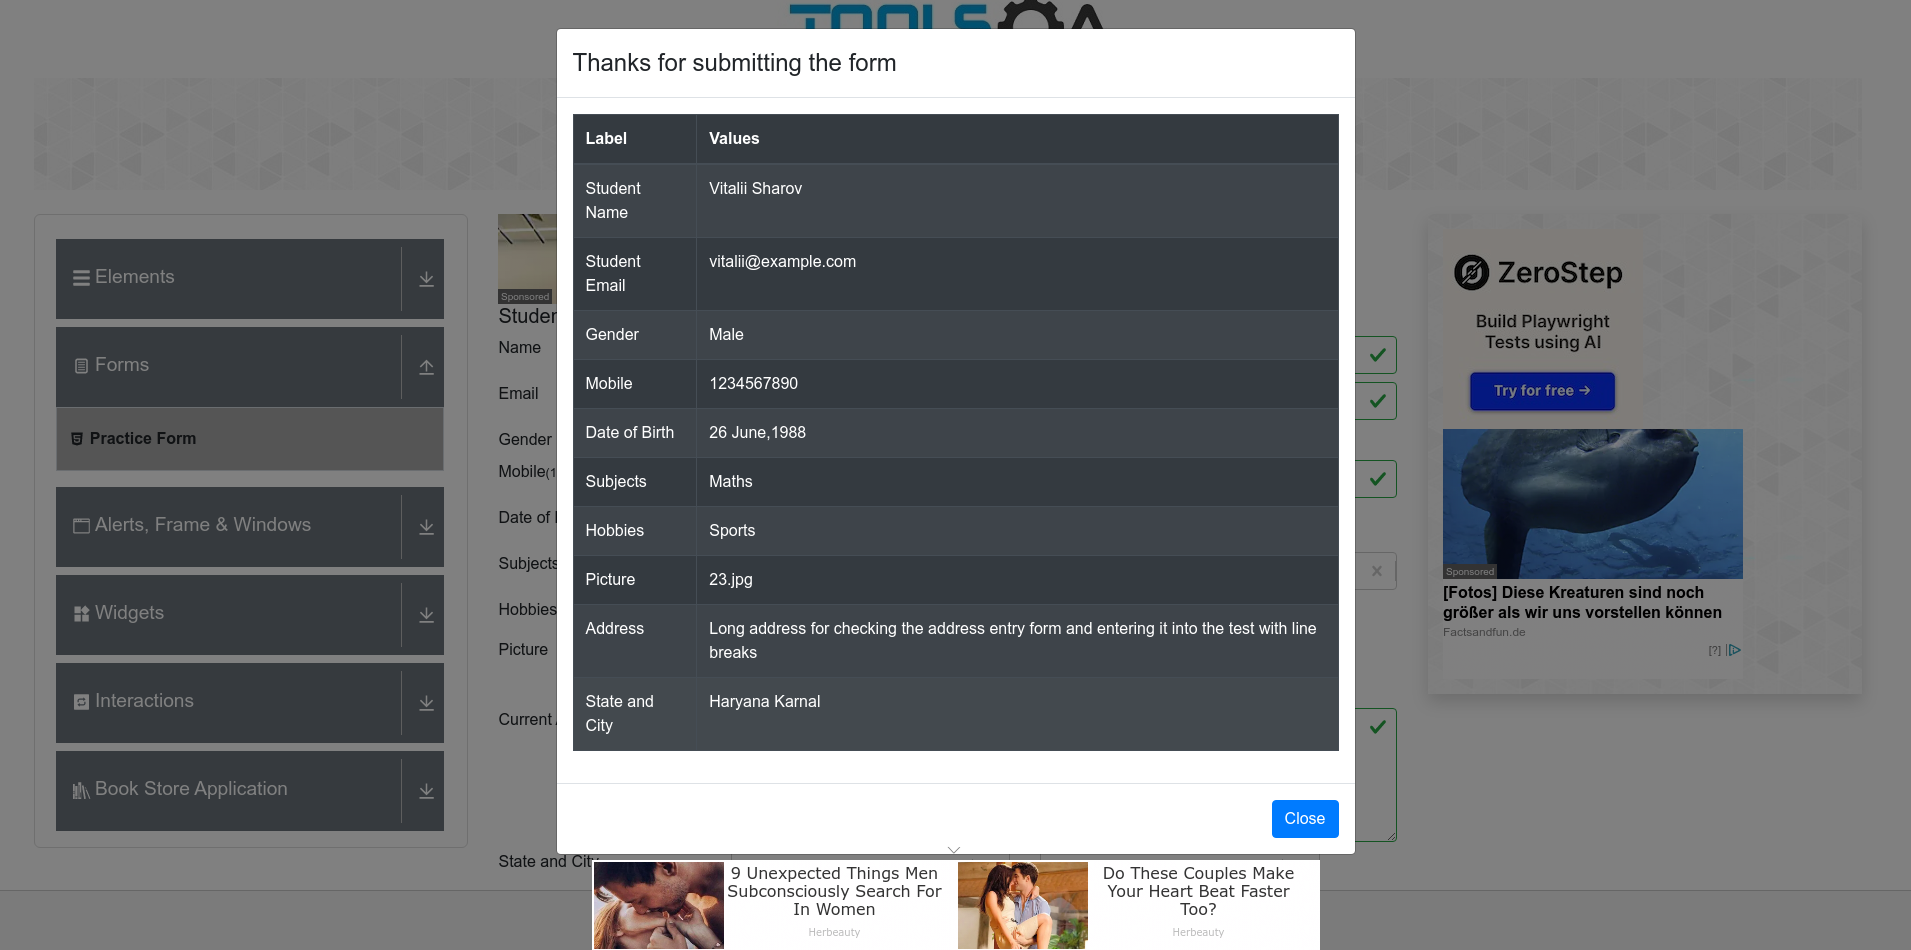 TOOLSQA
Thanks for submitting the form
Label Values
Student Vitalii Sharov
Name
Student vitalii@example.com
Email
Gender Male
Mobile 1234567890
Date of Birth 26 June,1988
Subjects Maths
Hobbies Sports
Picture 23.jpg
Address Long address for checking the address entry form and entering it into the test with line
breaks
State and Haryana Karnal
City
Close
Elements
Forms
Practice Form
Alerts, Frame & Windows
Widgets
Interactions
Book Store Application
Sponsored
Name
Email
Gender
Mobile(1
Date of
Subjects
Hobbies
Picture
Current
State and City
ZeroStep
Build Playwright
Tests using AI
Try for free →
Sponsored
[Fotos] Diese Kreaturen sind noch
größer als wir uns vorstellen können
Factsandfun.de
[?]
9 Unexpected Things Men
Subconsciously Search For
In Women
Herbeauty
Do These Couples Make
Your Heart Beat Faster
Too?
Herbeauty